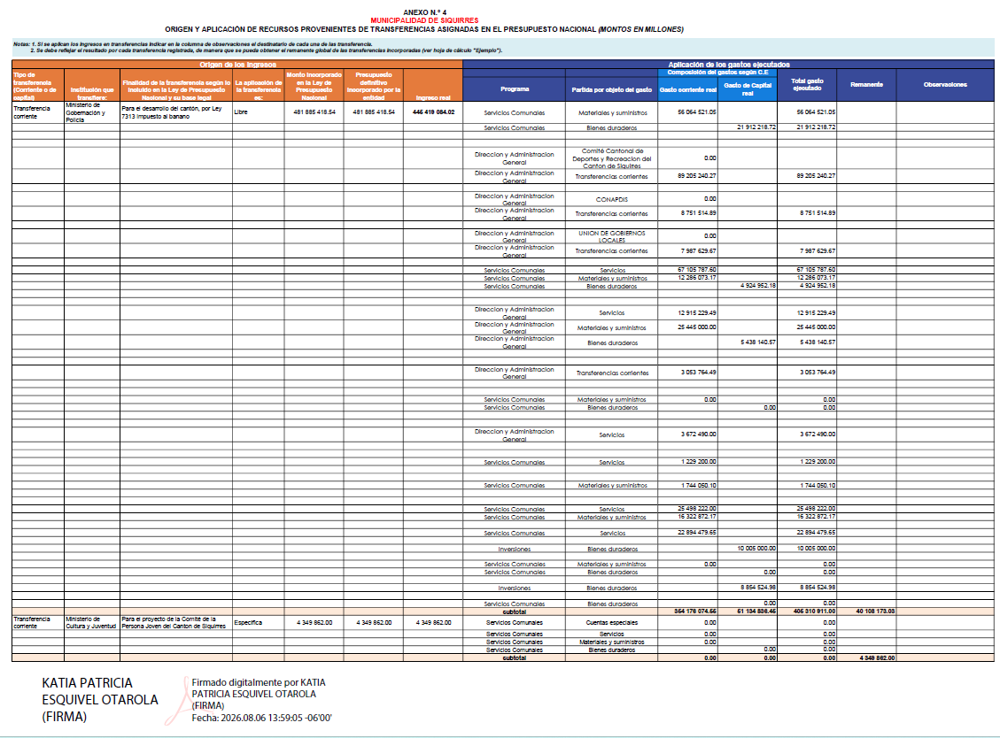 ANEXO N.° 4
MUNICIPALIDAD DE SIQUIRRES
ORIGEN Y APLICACIÓN DE RECURSOS PROVENIENTES DE TRANSFERENCIAS ASIGNADAS EN EL PRESUPUESTO NACIONAL (MONTOS EN MILLONES)
Notas: 1. Si se aplican los ingresos en transferencias indicar en la columna de observaciones el destinatario de cada una de las transferencia.
2. Se debe reflejar el resultado por cada transferencia registrada, de manera que se pueda obtener el remanente global de las transferencias incorporadas (ver hoja de cálculo "Ejemplo").
Origen de los ingresos
Aplicación de los gastos ejecutados
Tipo de transferencia (Corriente o de capital)
Institución que transfiere:
Finalidad de la transferencia según lo incluido en la Ley de Presupuesto Nacional y su base legal
La aplicación de la transferencia es:
Monto incorporado en la Ley de Presupuesto Nacional
Presupuesto definitivo incorporado por la entidad
Ingreso real
Programa
Partida por objeto del gasto
Composición del gastos según C.E
Gasto corriente real
Gasto de Capital real
Total gasto ejecutado
Remanente
Observaciones
Transferencia corriente
Ministerio de Gobernación y Policía
Para el desarrollo del cantón, por Ley 7313 impuesto al banano
Libre
481 885 418.54
481 885 418.54
445 419 084.02
Servicios Comunales Materiales y suministros 56 064 521.05 56 064 521.05
Servicios Comunales Bienes duraderos 21 912 218.72 21 912 218.72
Direccion y Administracion General Comité Cantonal de Deportes y Recreacion del Canton de Siquirres 0.00
Direccion y Administracion General Transferencias corrientes 89 205 240.27 89 205 240.27
Direccion y Administracion General CONAPDIS 0.00
Direccion y Administracion General Transferencias corrientes 8 751 514.89 8 751 514.89
Direccion y Administracion General UNION DE GOBIERNOS LOCALES 0.00
Direccion y Administracion General Transferencias corrientes 7 987 629.67 7 987 629.67
Servicios Comunales Servicios 67 105 787.60 67 105 787.60
Servicios Comunales Materiales y suministros 12 286 073.17 12 286 073.17
Servicios Comunales Bienes duraderos 4 924 952.18 4 924 952.18
Direccion y Administracion General Servicios 12 915 229.49 12 915 229.49
Direccion y Administracion General Materiales y suministros 25 445 000.00 25 445 000.00
Direccion y Administracion General Bienes duraderos 5 438 140.57 5 438 140.57
Direccion y Administracion General Transferencias corrientes 3 053 764.49 3 053 764.49
Servicios Comunales Materiales y suministros 0.00 0.00
Servicios Comunales Bienes duraderos 0.00 0.00
Direccion y Administracion General Servicios 3 672 490.00 3 672 490.00
Servicios Comunales Servicios 1 229 200.00 1 229 200.00
Servicios Comunales Materiales y suministros 1 744 050.10 1 744 050.10
Servicios Comunales Servicios 25 498 222.00 25 498 222.00
Servicios Comunales Materiales y suministros 16 322 872.17 16 322 872.17
Servicios Comunales Servicios 22 894 479.65 22 894 479.65
Inversiones Bienes duraderos 10 005 000.00 10 005 000.00
Servicios Comunales Materiales y suministros 0.00 0.00
Servicios Comunales Bienes duraderos 0.00 0.00
Inversiones Bienes duraderos 8 854 524.98 8 854 524.98
Servicios Comunales Bienes duraderos 0.00 0.00
subtotal 354 176 074.55 51 134 836.45 405 310 911.00 40 108 173.03
Transferencia corriente
Ministerio de Cultura y Juventud
Para el proyecto de la Comité de la Persona Joven del Canton de Siquirres
Específica
4 349 862.00
4 349 862.00
4 349 862.00
Servicios Comunales Cuentas especiales 0.00 0.00
Servicios Comunales Servicios 0.00 0.00
Servicios Comunales Materiales y suministros 0.00 0.00
Servicios Comunales Bienes duraderos 0.00 0.00
subtotal 0.00 0.00 0.00 4 349 862.00
KATIA PATRICIA
ESQUIVEL OTAROLA
(FIRMA)
Firmado digitalmente por KATIA
PATRICIA ESQUIVEL OTAROLA
(FIRMA)
Fecha: 2026.08.06 13:59:05 -06'00'